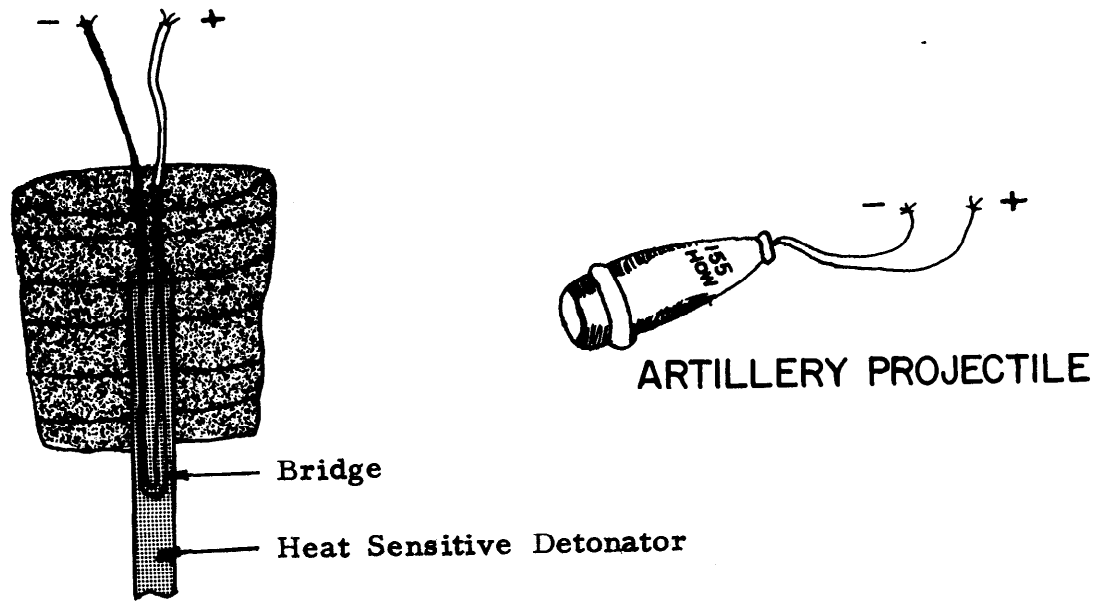 − +
− +
155
HOW
ARTILLERY PROJECTILE
Bridge
Heat Sensitive Detonator